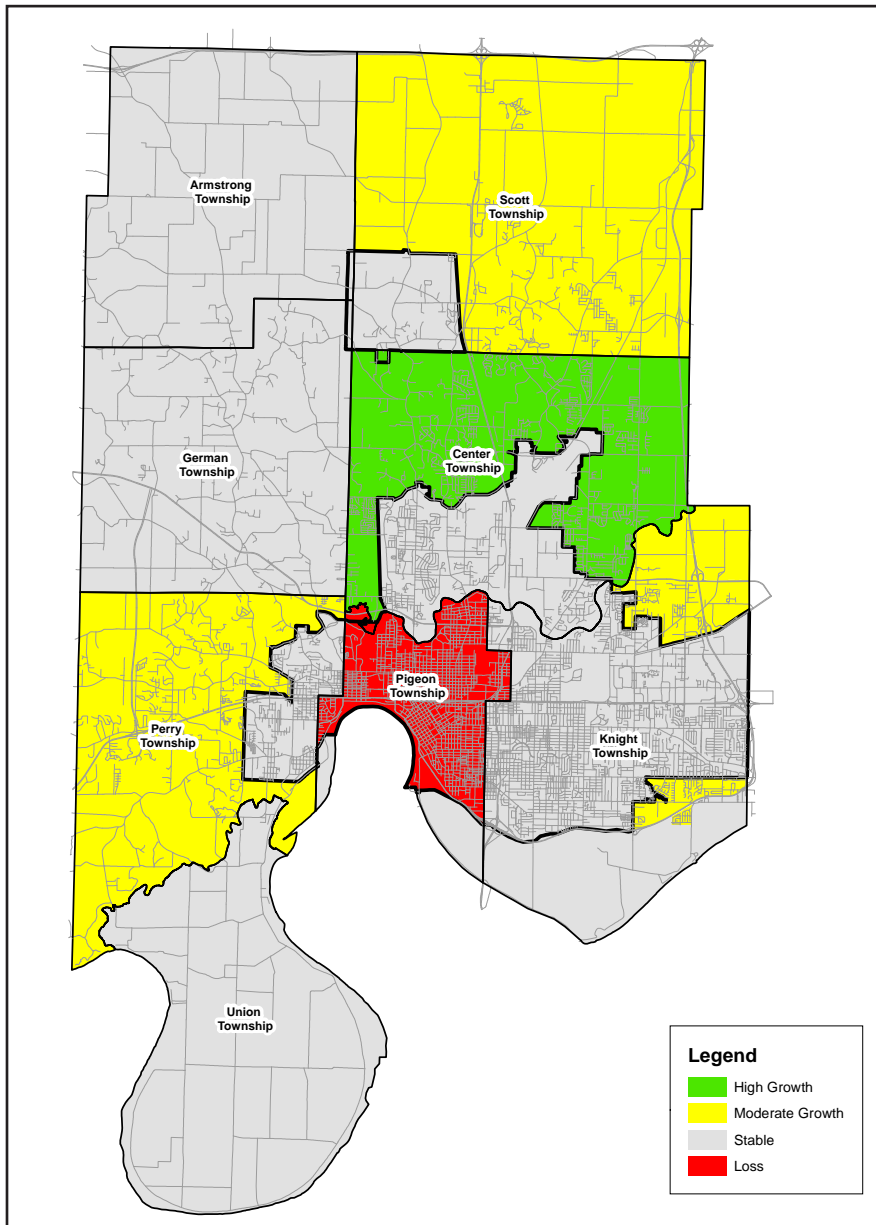 Armstrong
Township
Scott
Township
German
Township
Center
Township
Pigeon
Township
Perry
Township
Knight
Township
Union
Township
Legend
High Growth
Moderate Growth
Stable
Loss